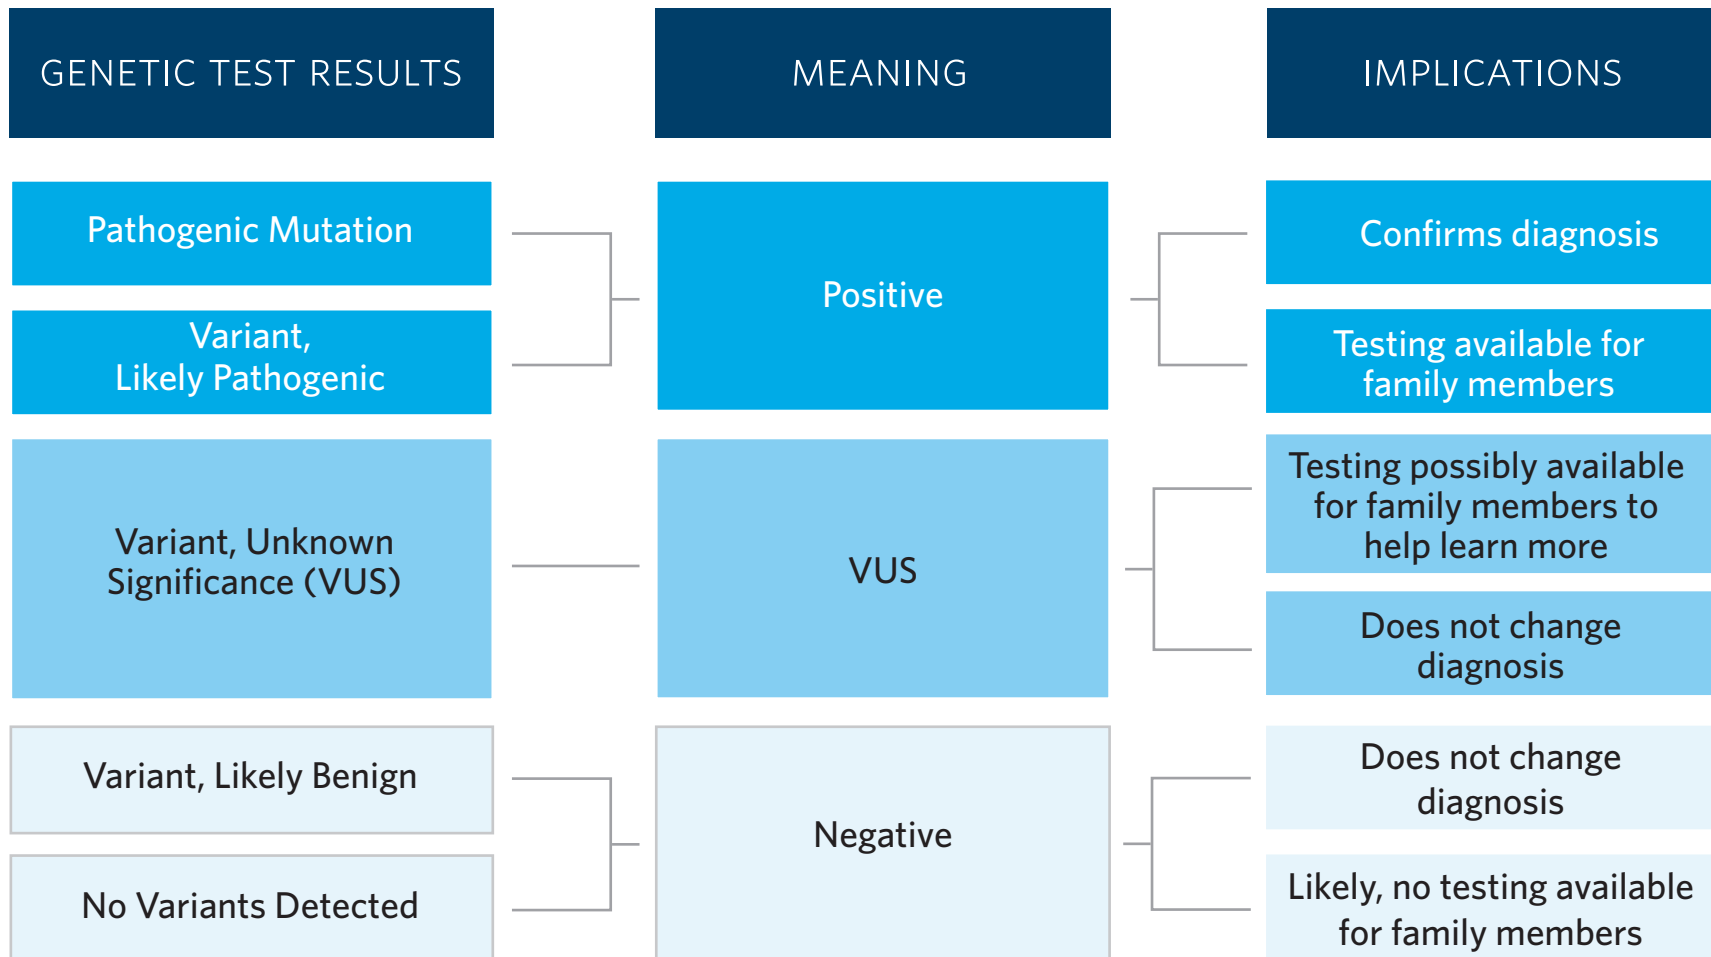 GENETIC TEST RESULTS
MEANING
IMPLICATIONS
Pathogenic Mutation
Variant,
Likely Pathogenic
Positive
Confirms diagnosis
Testing available for
family members
Variant, Unknown
Significance (VUS)
VUS
Testing possibly available
for family members to
help learn more
Does not change
diagnosis
Variant, Likely Benign
No Variants Detected
Negative
Does not change
diagnosis
Likely, no testing available
for family members